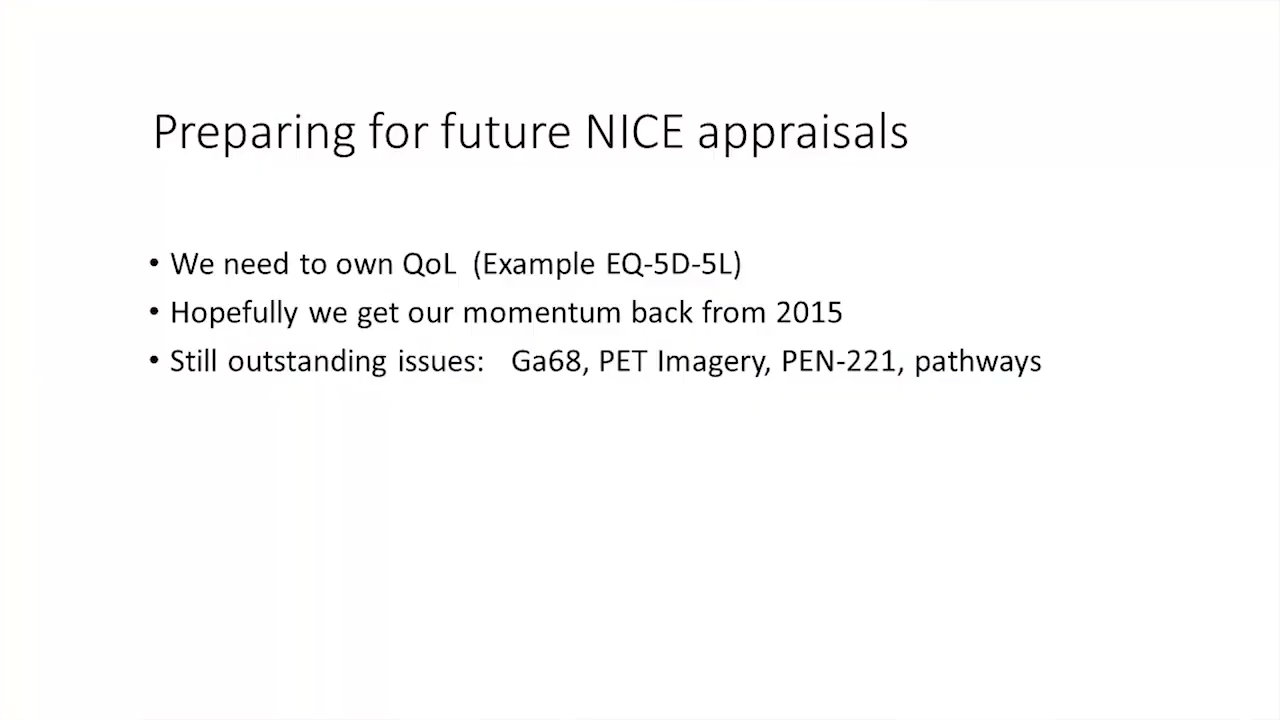 Preparing for future NICE appraisals
• We need to own QoL (Example EQ-5D-5L)
• Hopefully we get our momentum back from 2015
• Still outstanding issues: Ga68, PET Imagery, PEN-221, pathways